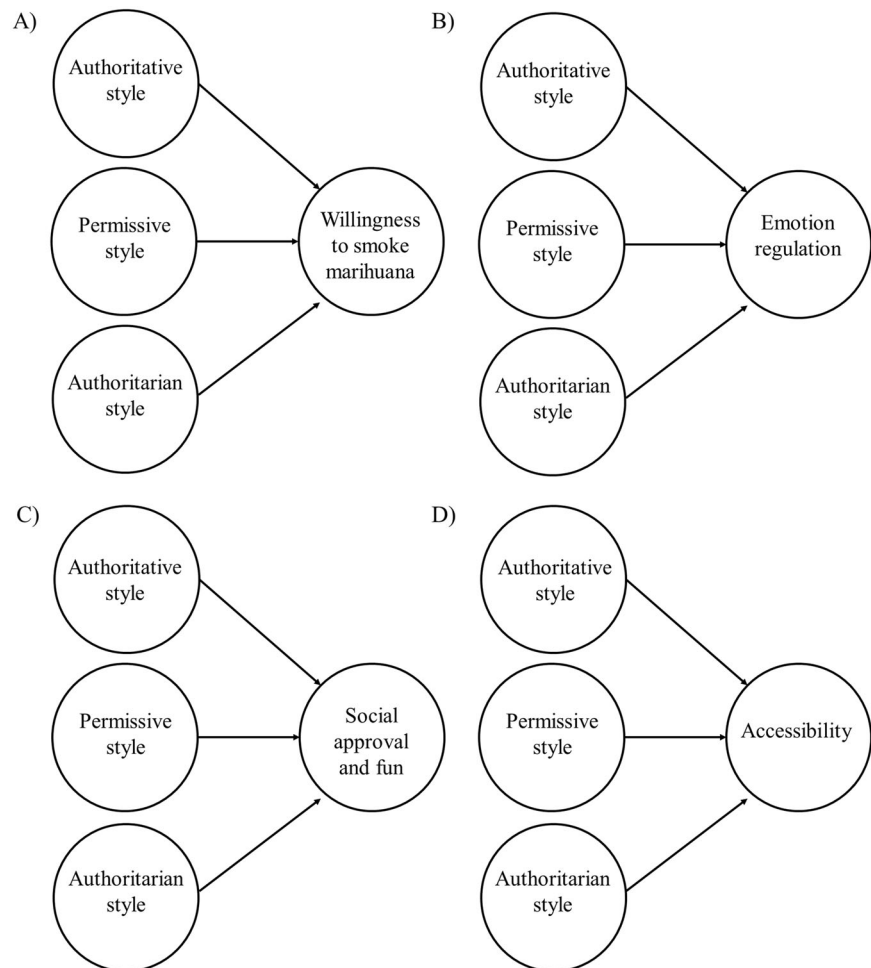 A)
Authoritative
style
Permissive
style
Authoritarian
style
Willingness
to smoke
marihuana
B)
Authoritative
style
Permissive
style
Authoritarian
style
Emotion
regulation
C)
Authoritative
style
Permissive
style
Authoritarian
style
Social
approval
and fun
D)
Authoritative
style
Permissive
style
Authoritarian
style
Accessibility